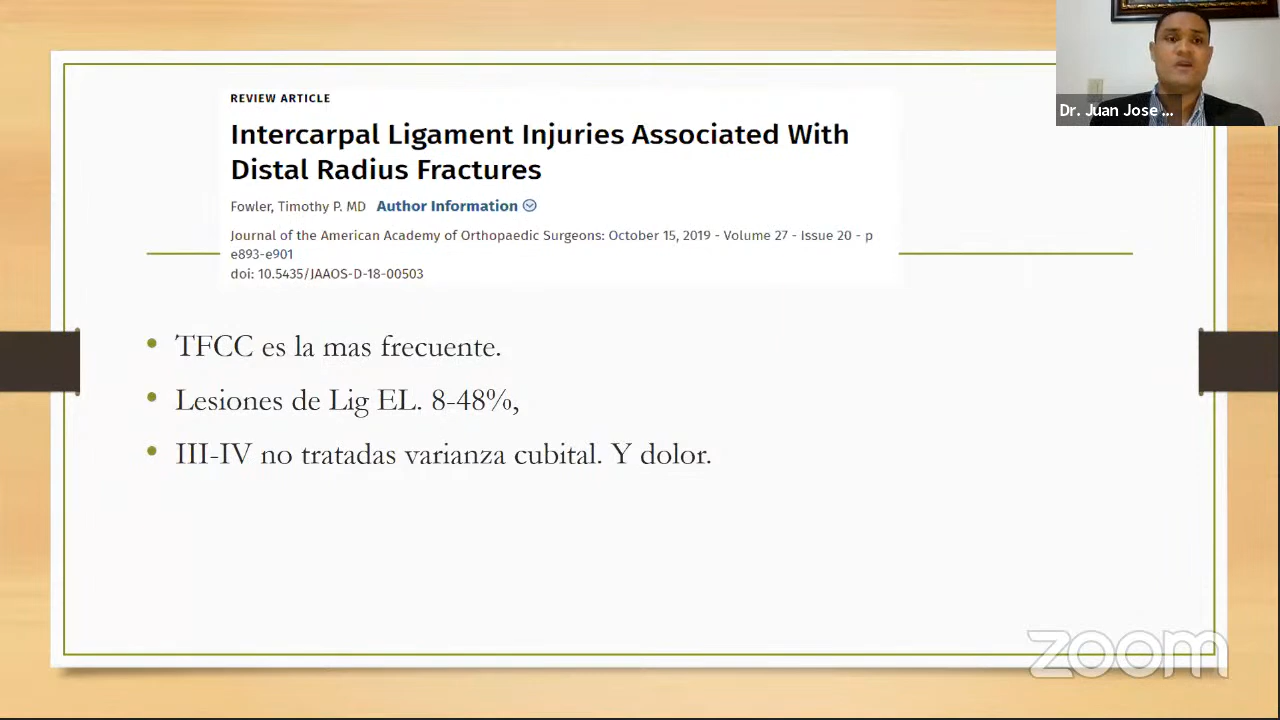 Dr. Juan Jose ...
REVIEW ARTICLE
Intercarpal Ligament Injuries Associated With
Distal Radius Fractures
Fowler, Timothy P. MD Author Information
Journal of the American Academy of Orthopaedic Surgeons: October 15, 2019 - Volume 27 - Issue 20 - p
e893-e901
doi: 10.5435/JAAOS-D-18-00503
• TFCC es la mas frecuente.
• Lesiones de Lig EL. 8-48%,
• III-IV no tratadas varianza cubital. Y dolor.
zoom